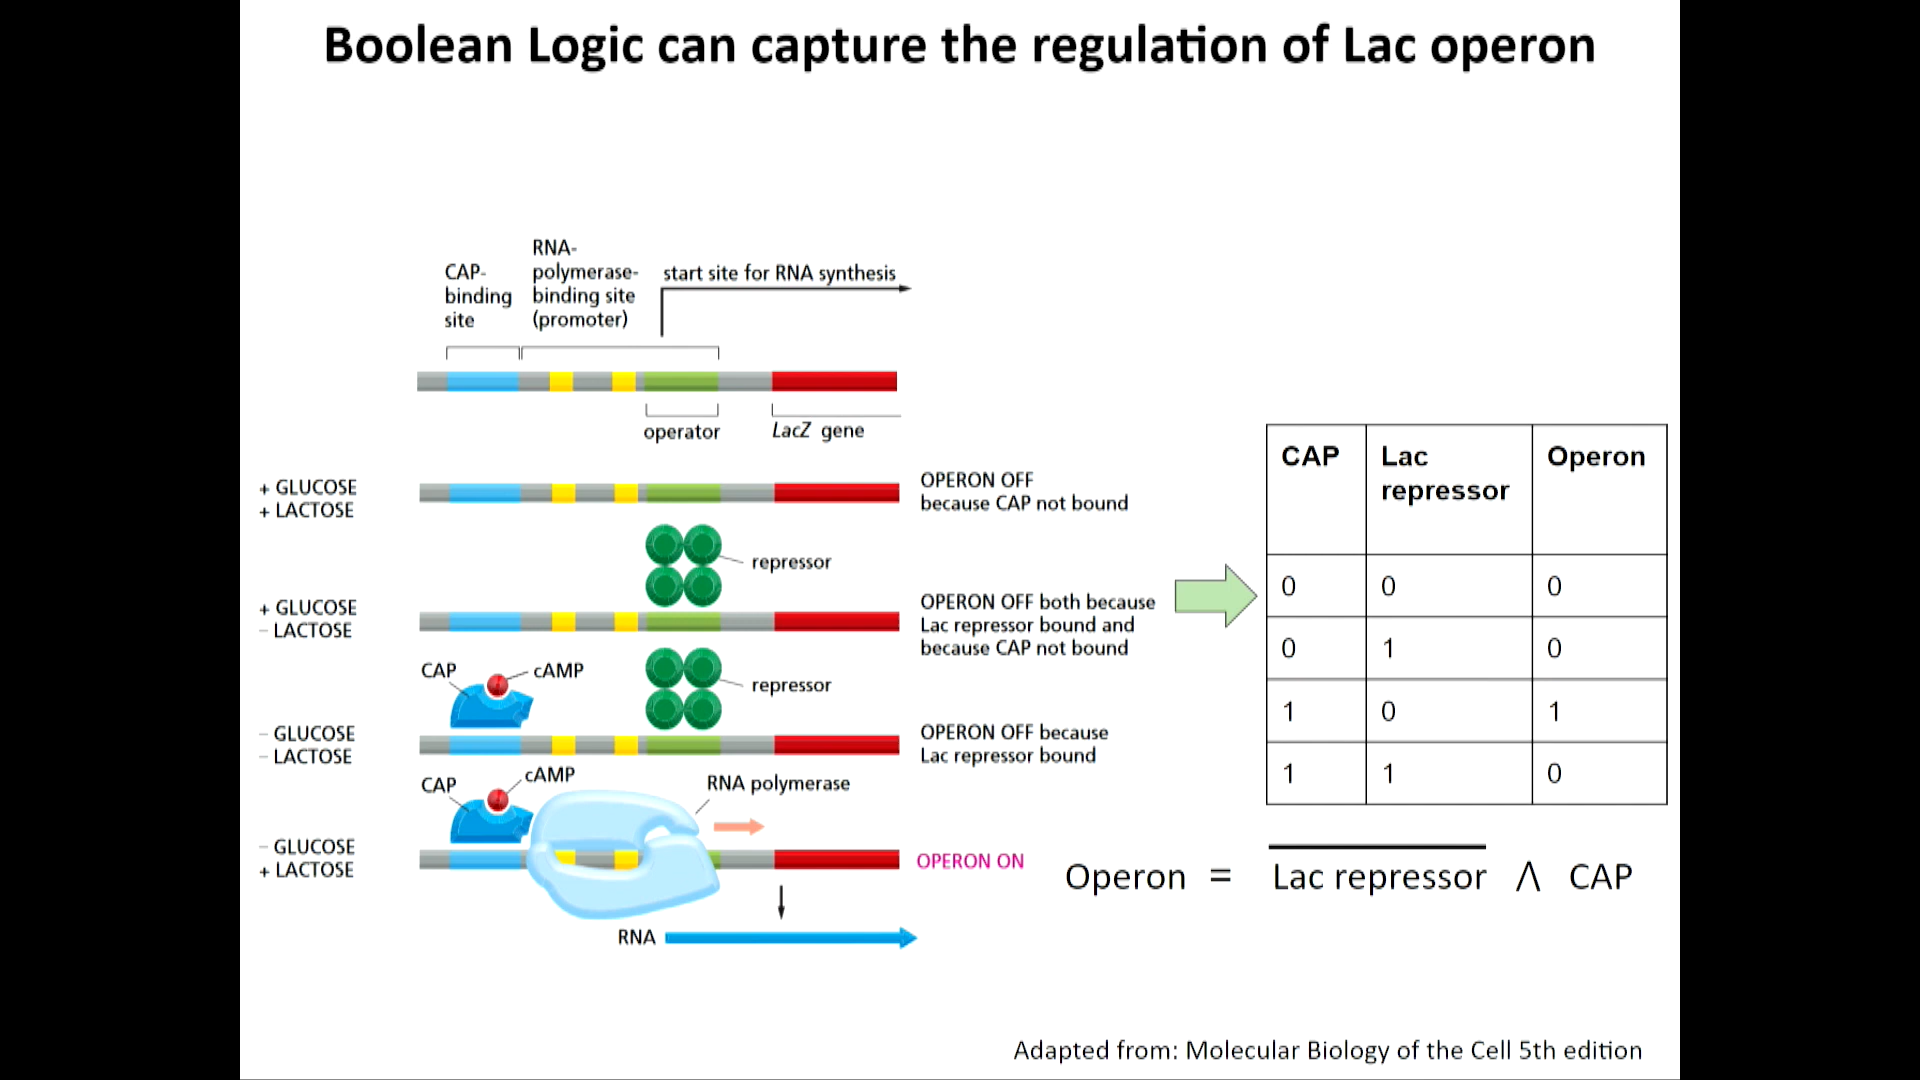 Boolean Logic can capture the regulation of Lac operon
CAP-
binding
site
RNA-
polymerase-
binding site
(promoter)
start site for RNA synthesis
operator
LacZ gene
+ GLUCOSE
+ LACTOSE
OPERON OFF
because CAP not bound
repressor
+ GLUCOSE
− LACTOSE
OPERON OFF both because
Lac repressor bound and
because CAP not bound
CAP
cAMP
repressor
− GLUCOSE
− LACTOSE
OPERON OFF because
Lac repressor bound
CAP
cAMP
RNA polymerase
− GLUCOSE
+ LACTOSE
OPERON ON
RNA
CAP Lac repressor Operon
0 0 0
0 1 0
1 0 1
1 1 0
Operon = L̅a̅c̅ ̅r̅e̅p̅r̅e̅s̅s̅o̅r̅ ⋀ CAP
Adapted from: Molecular Biology of the Cell 5th edition